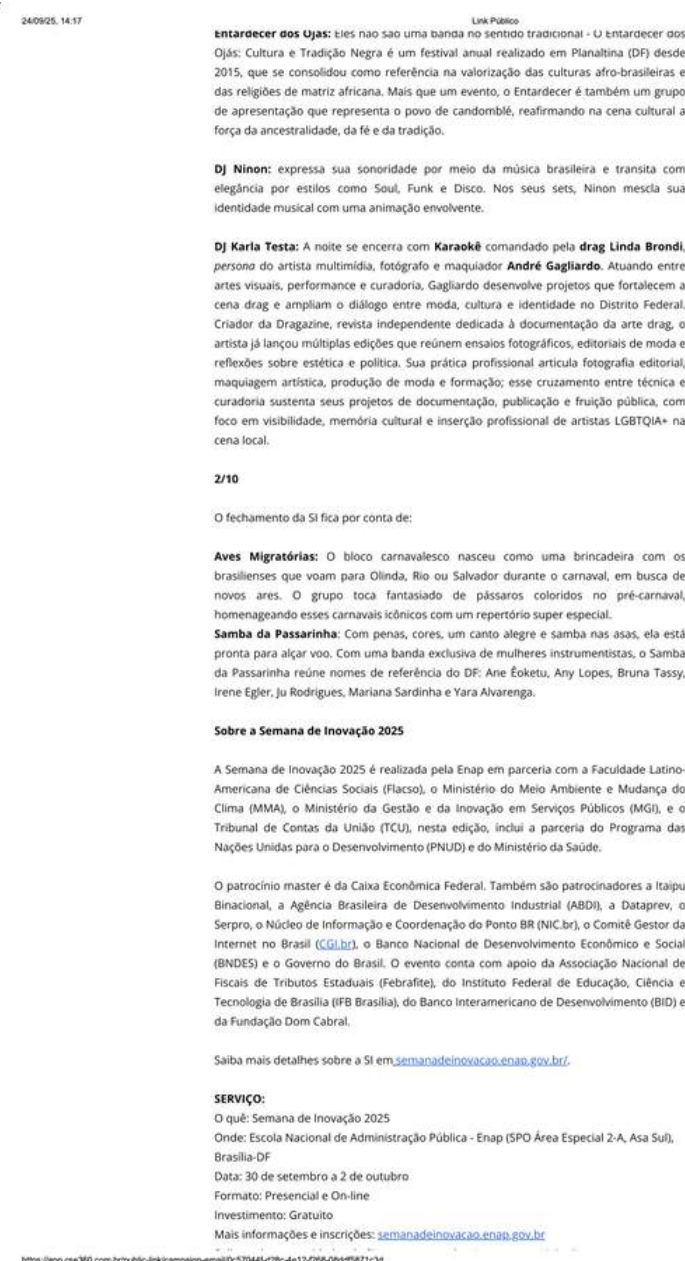 24/09/25, 14:17 Link Público
Entardecer dos Ojás: Eles não são uma banda no sentido tradicional - O Entardecer dos
Ojás: Cultura e Tradição Negra é um festival anual realizado em Planaltina (DF) desde
2015, que se consolidou como referência na valorização das culturas afro-brasileiras e
das religiões de matriz africana. Mais que um evento, o Entardecer é também um grupo
de apresentação que representa o povo de candomblé, reafirmando na cena cultural a
força da ancestralidade, da fé e da tradição.
DJ Ninon: expressa sua sonoridade por meio da música brasileira e transita com
elegância por estilos como Soul, Funk e Disco. Nos seus sets, Ninon mescla sua
identidade musical com uma animação envolvente.
DJ Karla Testa: A noite se encerra com Karaokê comandado pela drag Linda Brondi,
persona do artista multimídia, fotógrafo e maquiador André Gagliardo. Atuando entre
artes visuais, performance e curadoria, Gagliardo desenvolve projetos que fortalecem a
cena drag e ampliam o diálogo entre moda, cultura e identidade no Distrito Federal.
Criador da Dragazine, revista independente dedicada à documentação da arte drag, o
artista já lançou múltiplas edições que reúnem ensaios fotográficos, editoriais de moda e
reflexões sobre estética e política. Sua prática profissional articula fotografia editorial,
maquiagem artística, produção de moda e formação; esse cruzamento entre técnica e
curadoria sustenta seus projetos de documentação, publicação e fruição pública, com
foco em visibilidade, memória cultural e inserção profissional de artistas LGBTQIA+ na
cena local.
2/10
O fechamento da SI fica por conta de:
Aves Migratórias: O bloco carnavalesco nasceu como uma brincadeira com os
brasilienses que voam para Olinda, Rio ou Salvador durante o carnaval, em busca de
novos ares. O grupo toca fantasiado de pássaros coloridos no pré-carnaval,
homenageando esses carnavais icônicos com um repertório super especial.
Samba da Passarinha: Com penas, cores, um canto alegre e samba nas asas, ela está
pronta para alçar voo. Com uma banda exclusiva de mulheres instrumentistas, o Samba
da Passarinha reúne nomes de referência do DF: Ane Êoketu, Any Lopes, Bruna Tassy,
Irene Egler, Ju Rodrigues, Mariana Sardinha e Yara Alvarenga.
Sobre a Semana de Inovação 2025
A Semana de Inovação 2025 é realizada pela Enap em parceria com a Faculdade Latino-
Americana de Ciências Sociais (Flacso), o Ministério do Meio Ambiente e Mudança do
Clima (MMA), o Ministério da Gestão e da Inovação em Serviços Públicos (MGI), e o
Tribunal de Contas da União (TCU), nesta edição, inclui a parceria do Programa das
Nações Unidas para o Desenvolvimento (PNUD) e do Ministério da Saúde.
O patrocínio master é da Caixa Econômica Federal. Também são patrocinadores a Itaipu
Binacional, a Agência Brasileira de Desenvolvimento Industrial (ABDI), a Dataprev, o
Serpro, o Núcleo de Informação e Coordenação do Ponto BR (NIC.br), o Comitê Gestor da
Internet no Brasil (CGI.br), o Banco Nacional de Desenvolvimento Econômico e Social
(BNDES) e o Governo do Brasil. O evento conta com apoio da Associação Nacional de
Fiscais de Tributos Estaduais (Febrafite), do Instituto Federal de Educação, Ciência e
Tecnologia de Brasília (IFB Brasília), do Banco Interamericano de Desenvolvimento (BID) e
da Fundação Dom Cabral.
Saiba mais detalhes sobre a SI em semanadeinovacao.enap.gov.br/.
SERVIÇO:
O quê: Semana de Inovação 2025
Onde: Escola Nacional de Administração Pública - Enap (SPO Área Especial 2-A, Asa Sul),
Brasília-DF
Data: 30 de setembro a 2 de outubro
Formato: Presencial e On-line
Investimento: Gratuito
Mais informações e inscrições: semanadeinovacao.enap.gov.br